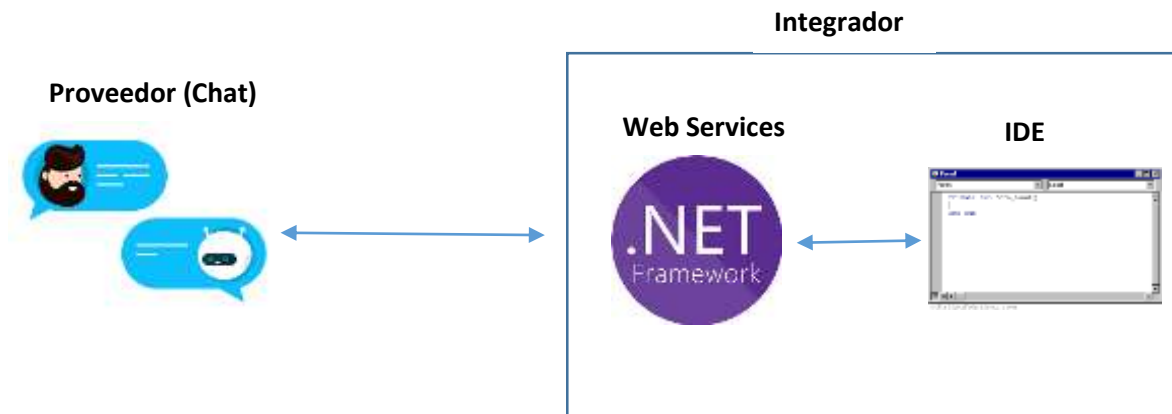 Integrador
Proveedor (Chat)
Web Services
IDE
.NET
Framework